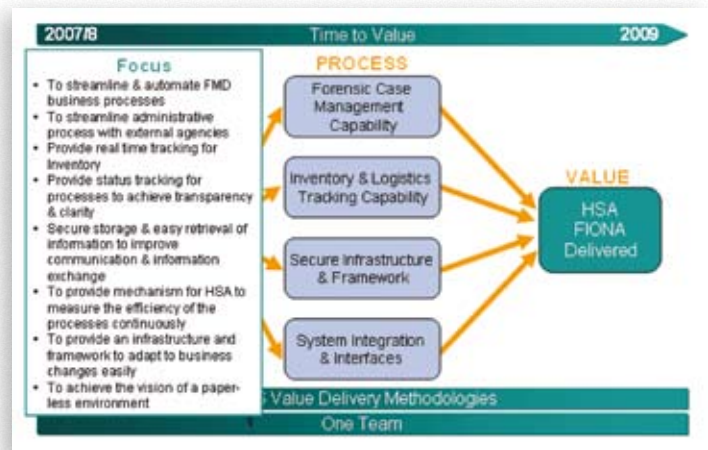 2007/8 Time to Value 2009
Focus
• To streamline & automate FMD
business processes
• To streamline administrative
process with external agencies
• Provide real time tracking for
Inventory
• Provide status tracking for
processes to achieve transparency
& clarity
• Secure storage & easy retrieval of
information to improve
communication & information
exchange
• To provide mechanism for HSA to
measure the efficiency of the
processes continuously
• To provide an infrastructure and
framework to adapt to business
changes easily
• To achieve the vision of a paper-
less environment
PROCESS
Forensic Case
Management
Capability
Inventory & Logistics
Tracking Capability
Secure Infrastructure
& Framework
System Integration
& Interfaces
VALUE
HSA
FIONA
Delivered
Value Delivery Methodologies
One Team